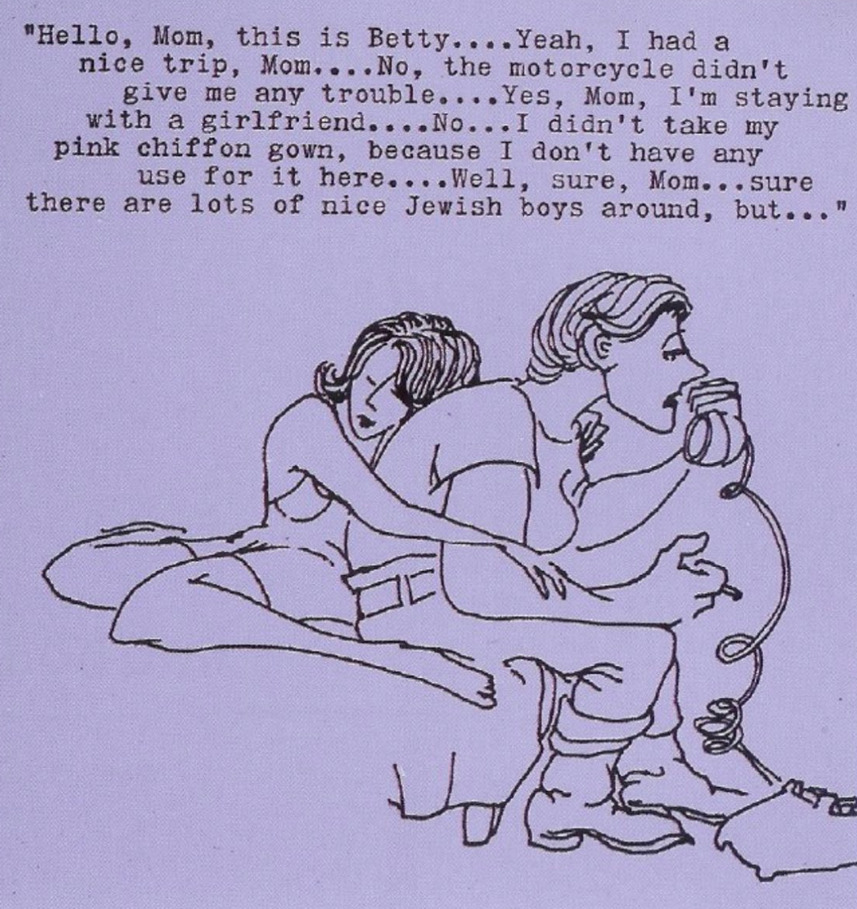 "Hello, Mom, this is Betty....Yeah, I had a
nice trip, Mom....No, the motorcycle didn't
give me any trouble....Yes, Mom, I'm staying
with a girlfriend....No...I didn't take my
pink chiffon gown, because I don't have any
use for it here....Well, sure, Mom...sure
there are lots of nice Jewish boys around, but..."